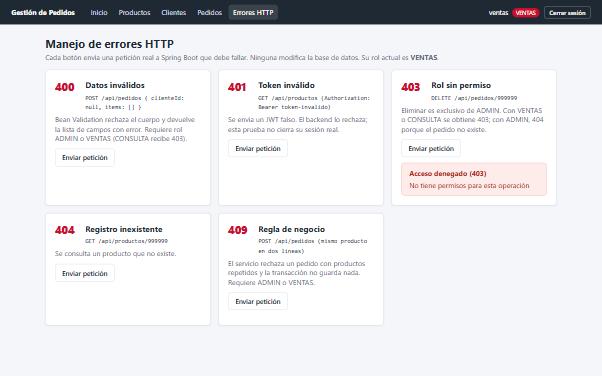 Gestión de Pedidos Inicio Productos Clientes Pedidos Errores HTTP ventas VENTAS Cerrar sesión
Manejo de errores HTTP
Cada botón envía una petición real a Spring Boot que debe fallar. Ninguna modifica la base de datos. Su rol actual es VENTAS.
400 Datos inválidos
POST /api/pedidos { clienteId:
null, items: [] }
Bean Validation rechaza el cuerpo y devuelve
la lista de campos con error. Requiere rol
ADMIN o VENTAS (CONSULTA recibe 403).
Enviar petición
401 Token inválido
GET /api/productos (Authorization:
Bearer token-invalido)
Se envía un JWT falso. El backend lo rechaza;
esta prueba no cierra su sesión real.
Enviar petición
403 Rol sin permiso
DELETE /api/pedidos/999999
Eliminar es exclusivo de ADMIN. Con VENTAS
o CONSULTA se obtiene 403; con ADMIN, 404
porque el pedido no existe.
Enviar petición
Acceso denegado (403)
No tiene permisos para esta operación
404 Registro inexistente
GET /api/productos/999999
Se consulta un producto que no existe.
Enviar petición
409 Regla de negocio
POST /api/pedidos (mismo producto
en dos líneas)
El servicio rechaza un pedido con productos
repetidos y la transacción no guarda nada.
Requiere ADMIN o VENTAS.
Enviar petición